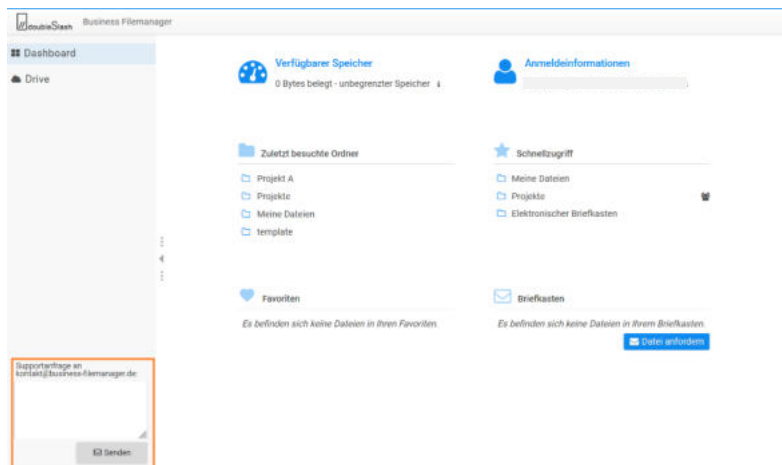 doubleSlash Business Filemanager
Dashboard
Drive
Verfügbarer Speicher
0 Bytes belegt - unbegrenzter Speicher
Anmeldeinformationen
Zuletzt besuchte Ordner
Projekt A
Projekte
Meine Dateien
template
Schnellzugriff
Meine Dateien
Projekte
Elektronischer Briefkasten
Favoriten
Es befinden sich keine Dateien in Ihren Favoriten.
Briefkasten
Es befinden sich keine Dateien in Ihrem Briefkasten.
Datei anfordern
Supportanfrage an
kontakt@business-filemanager.de:
Senden